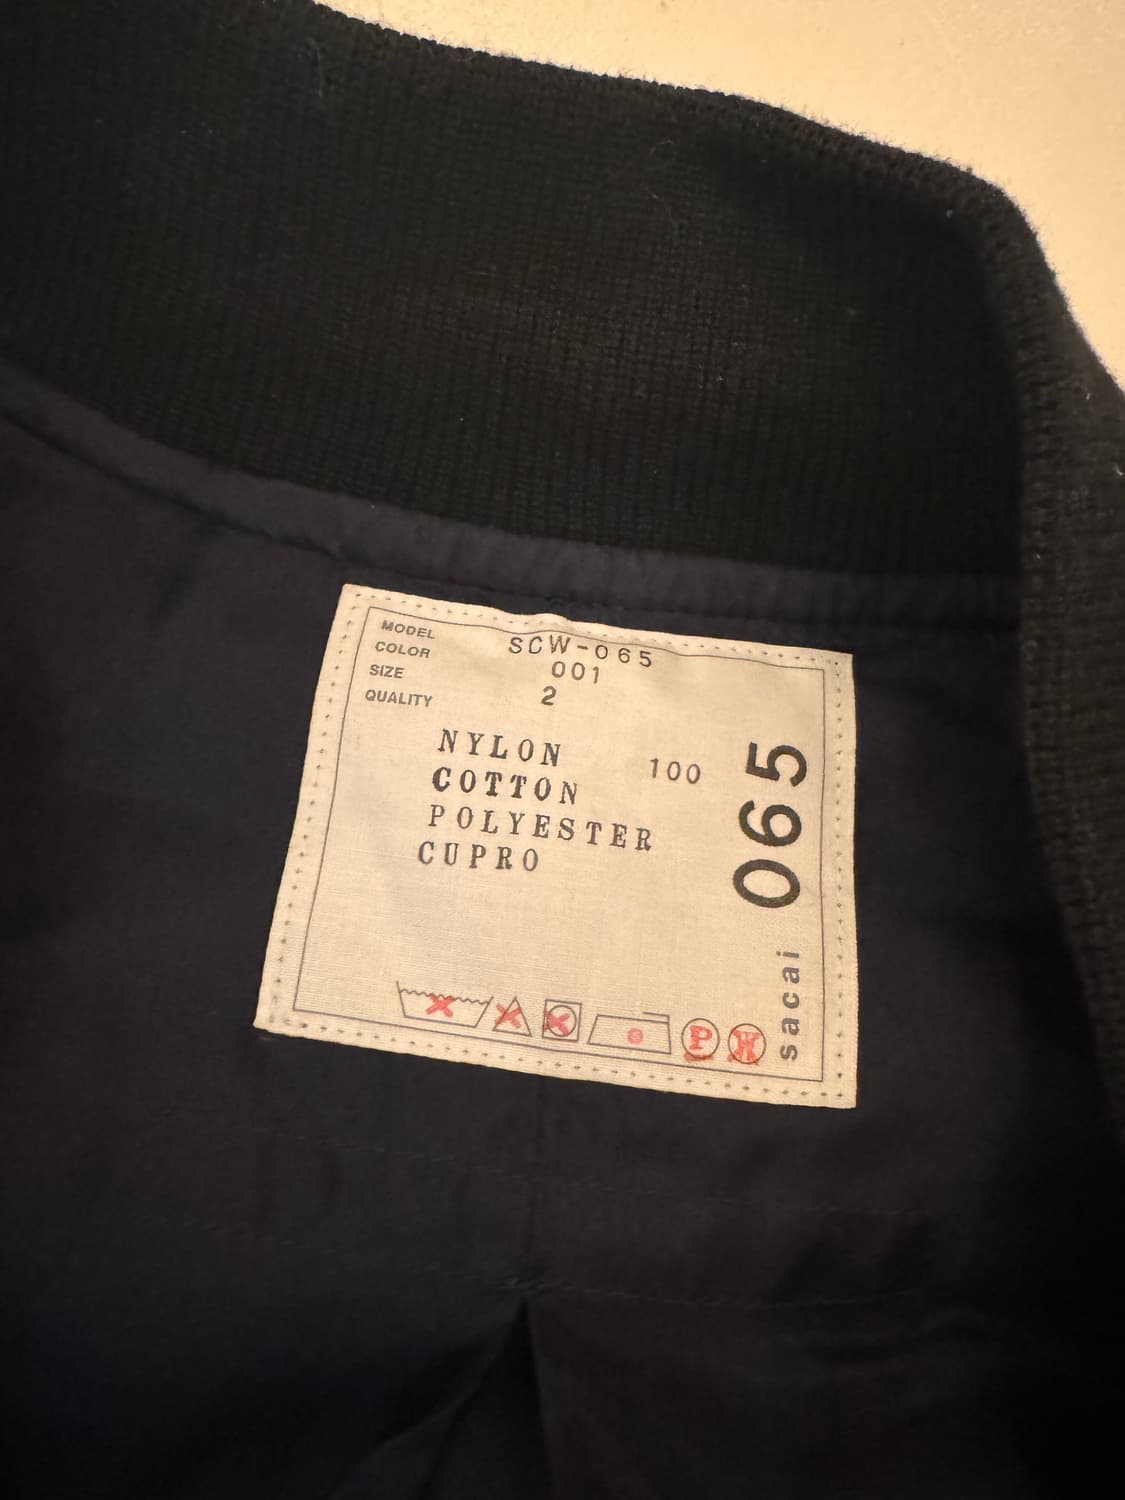 MODEL SCW-065
COLOR 001
SIZE 2
QUALITY
NYLON 100
COTTON
POLYESTER
CUPRO
P W
sacai 065